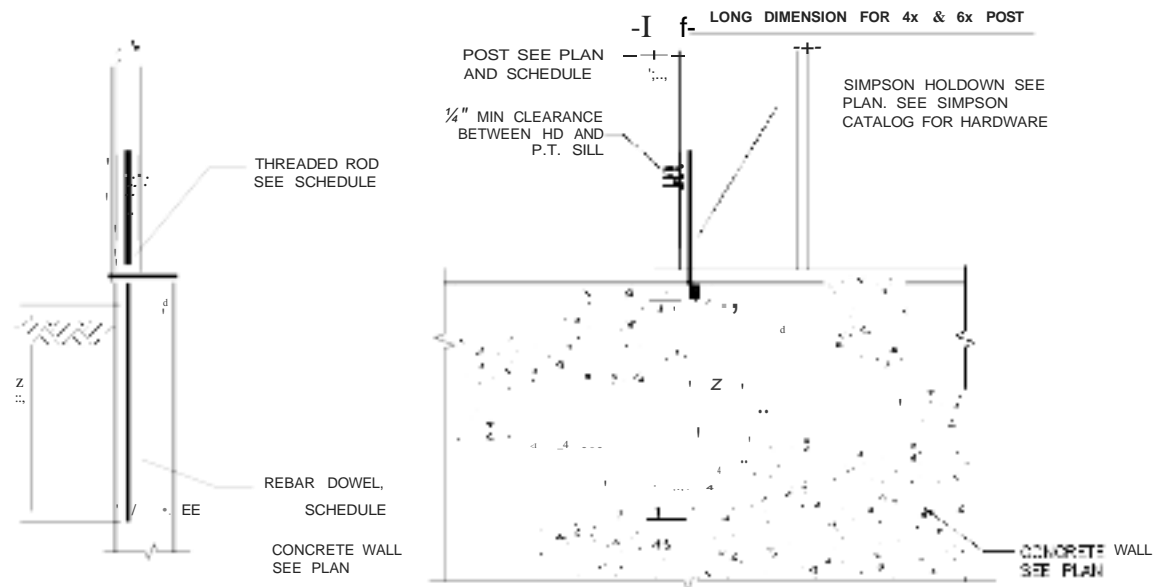 LONG DIMENSION FOR 4x & 6x POST
POST SEE PLAN
AND SCHEDULE
SIMPSON HOLDOWN SEE
PLAN. SEE SIMPSON
CATALOG FOR HARDWARE
¼" MIN CLEARANCE
BETWEEN HD AND
P.T. SILL
THREADED ROD
SEE SCHEDULE
REBAR DOWEL,
EE SCHEDULE
CONCRETE WALL
SEE PLAN
CONCRETE WALL
SEE PLAN